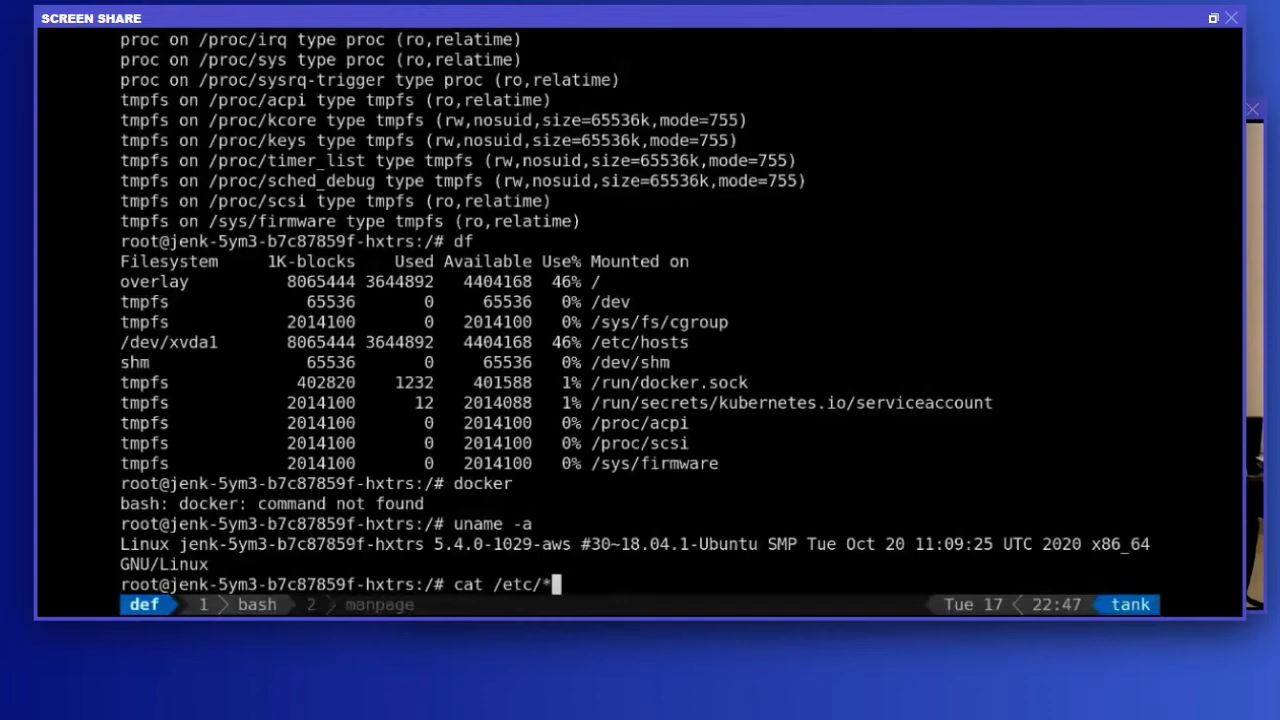 SCREEN SHARE
proc on /proc/irq type proc (ro,relatime)
proc on /proc/sys type proc (ro,relatime)
proc on /proc/sysrq-trigger type proc (ro,relatime)
tmpfs on /proc/acpi type tmpfs (ro,relatime)
tmpfs on /proc/kcore type tmpfs (rw,nosuid,size=65536k,mode=755)
tmpfs on /proc/keys type tmpfs (rw,nosuid,size=65536k,mode=755)
tmpfs on /proc/timer_list type tmpfs (rw,nosuid,size=65536k,mode=755)
tmpfs on /proc/sched_debug type tmpfs (rw,nosuid,size=65536k,mode=755)
tmpfs on /proc/scsi type tmpfs (ro,relatime)
tmpfs on /sys/firmware type tmpfs (ro,relatime)
root@jenk-5ym3-b7c87859f-hxtrs:/# df
Filesystem     1K-blocks    Used Available Use% Mounted on
overlay          8065444 3644892   4404168  46% /
tmpfs              65536       0     65536   0% /dev
tmpfs            2014100       0   2014100   0% /sys/fs/cgroup
/dev/xvda1       8065444 3644892   4404168  46% /etc/hosts
shm                65536       0     65536   0% /dev/shm
tmpfs             402820    1232    401588   1% /run/docker.sock
tmpfs            2014100      12   2014088   1% /run/secrets/kubernetes.io/serviceaccount
tmpfs            2014100       0   2014100   0% /proc/acpi
tmpfs            2014100       0   2014100   0% /proc/scsi
tmpfs            2014100       0   2014100   0% /sys/firmware
root@jenk-5ym3-b7c87859f-hxtrs:/# docker
bash: docker: command not found
root@jenk-5ym3-b7c87859f-hxtrs:/# uname -a
Linux jenk-5ym3-b7c87859f-hxtrs 5.4.0-1029-aws #30~18.04.1-Ubuntu SMP Tue Oct 20 11:09:25 UTC 2020 x86_64
GNU/Linux
root@jenk-5ym3-b7c87859f-hxtrs:/# cat /etc/*
def 1 bash 2 manpage Tue 17 22:47 tank